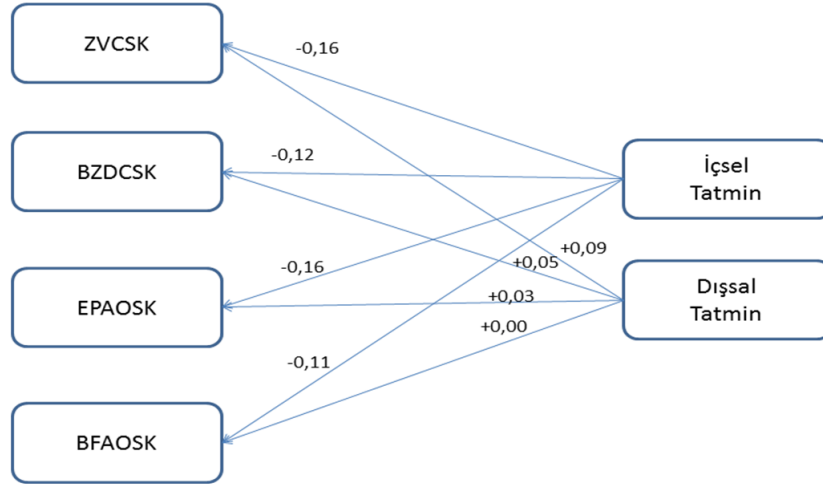 ZVCSK
-0,16
BZDCSK
-0,12
İçsel
Tatmin
+0,09
+0,05
EPAOSK
-0,16
+0,03
Dışsal
Tatmin
+0,00
-0,11
BFAOSK